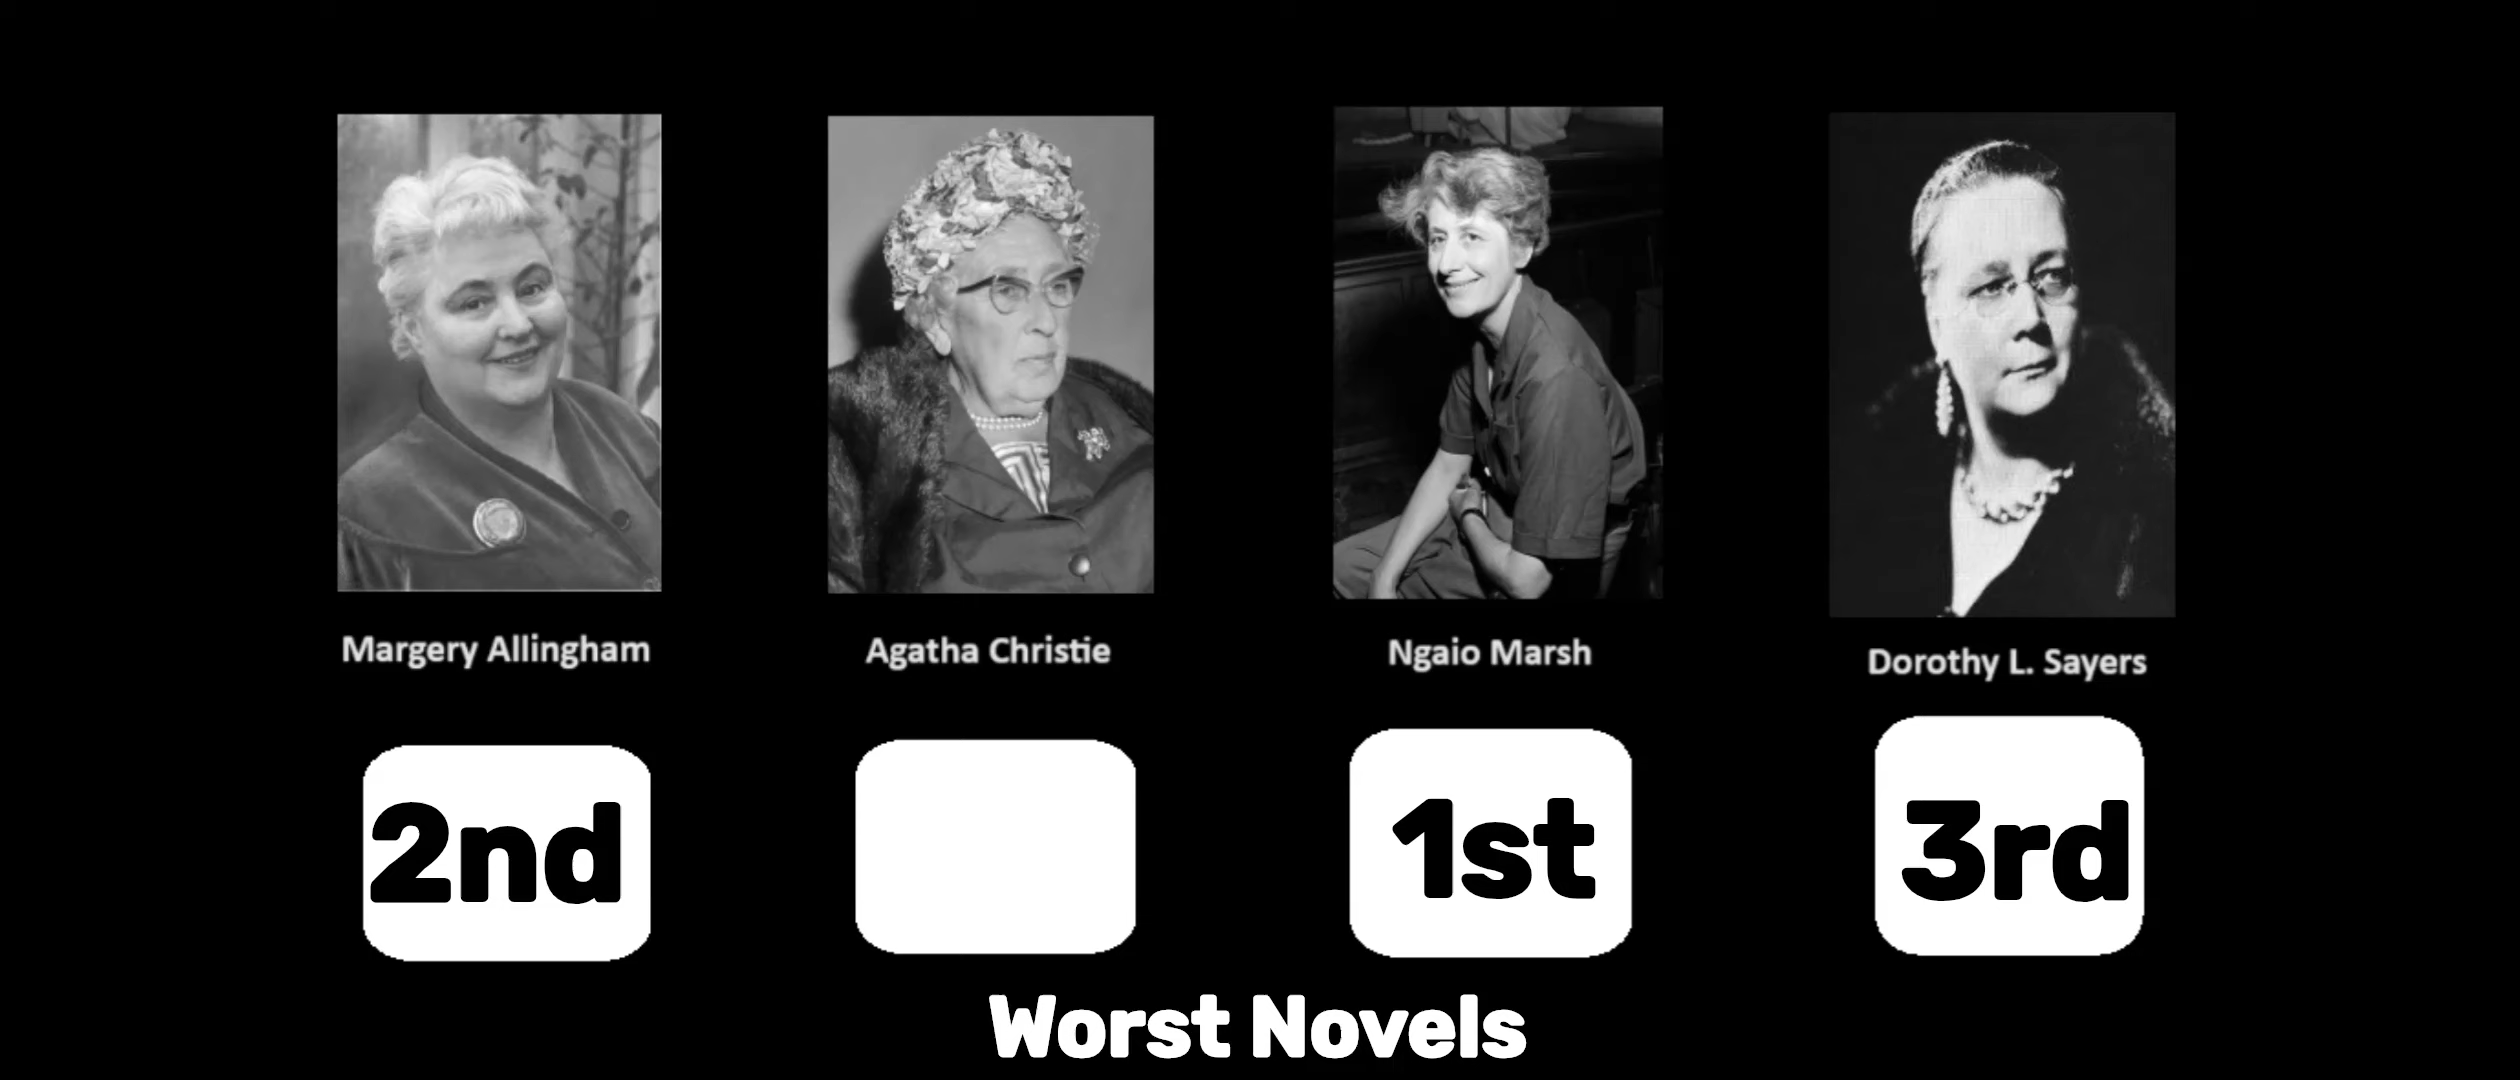 Margery Allingham
Agatha Christie
Ngaio Marsh
Dorothy L. Sayers
2nd
1st
3rd
Worst Novels